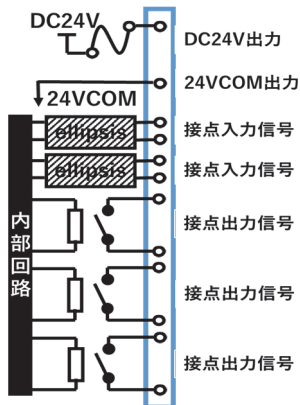 DC24V
DC24V出力
24VCOM出力
24VCOM
ellipsis
接点入力信号
ellipsis
接点入力信号
内部回路
接点出力信号
接点出力信号
接点出力信号